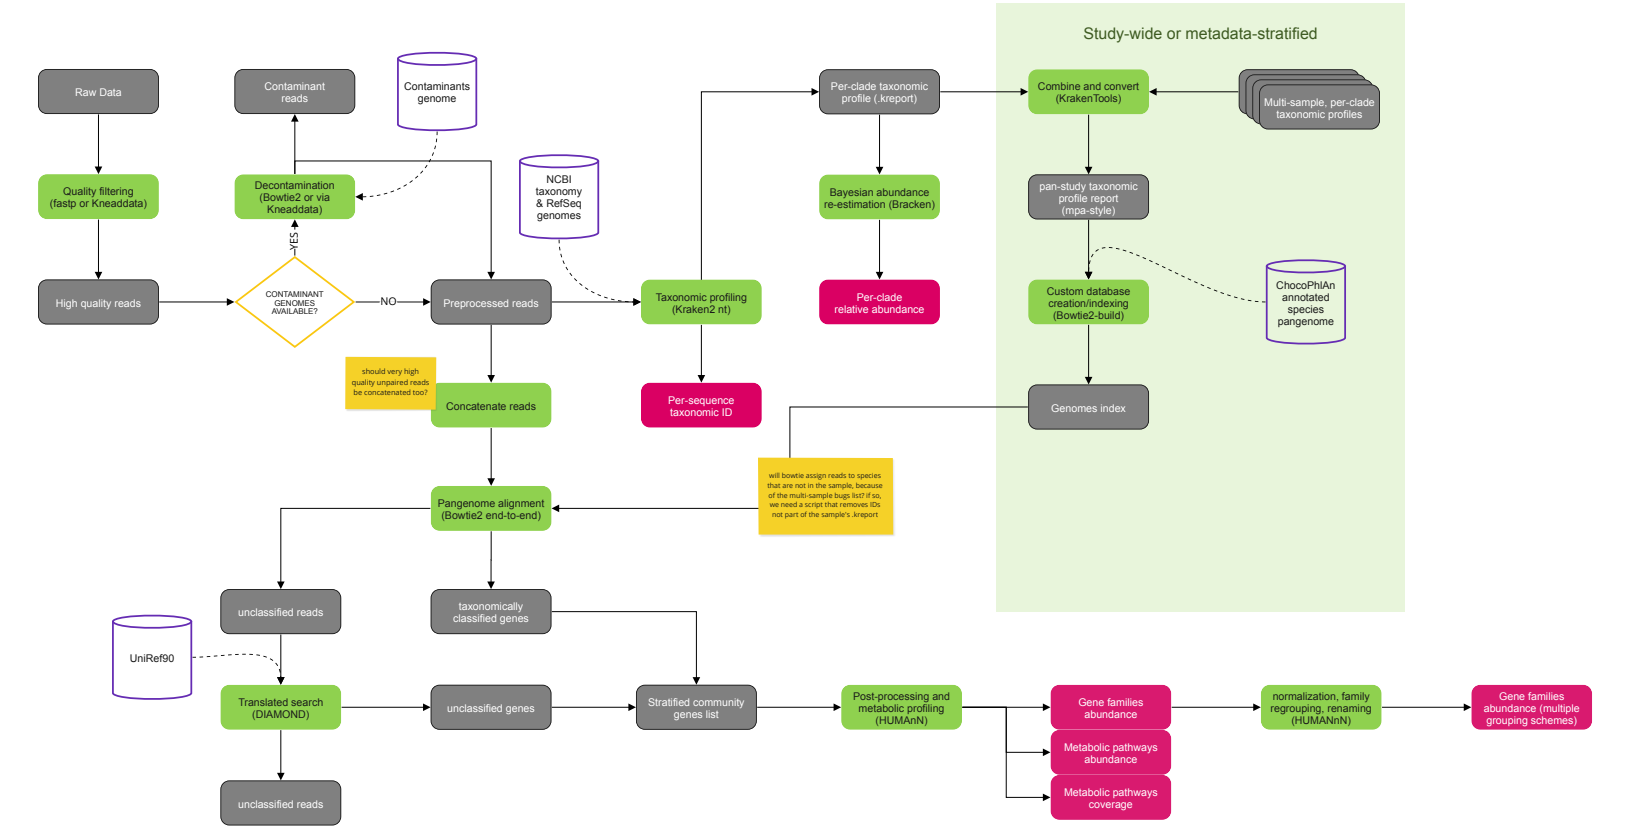 Study-wide or metadata-stratified
Raw Data
Contaminant
reads
Contaminants
genome
Per-clade taxonomic
profile (.kreport)
Combine and convert
(KrakenTools)
Multi-sample, per-clade
taxonomic profiles
Quality filtering
(fastp or Kneaddata)
Decontamination
(Bowtie2 or via
Kneaddata)
NCBI
taxonomy
& RefSeq
genomes
Bayesian abundance
re-estimation (Bracken)
pan-study taxonomic
profile report
(mpa-style)
YES
High quality reads
CONTAMINANT
GENOMES
AVAILABLE?
NO
Preprocessed reads
Taxonomic profiling
(Kraken2 nt)
Per-clade
relative abundance
Custom database
creation/indexing
(Bowtie2-build)
ChocoPhlAn
annotated
species
pangenome
should very high
quality unpaired reads
be concatenated too?
Concatenate reads
Per-sequence
taxonomic ID
Genomes index
Pangenome alignment
(Bowtie2 end-to-end)
will bowtie assign reads to species
that are not in the sample, because
of the multi-sample bugs list? if so,
we need a script that removes IDs
not part of the sample's .kreport
unclassified reads
taxonomically
classified genes
UniRef90
Translated search
(DIAMOND)
unclassified genes
Stratified community
genes list
Post-processing and
metabolic profiling
(HUMAnN)
Gene families
abundance
normalization, family
regrouping, renaming
(HUMANnN)
Gene families
abundance (multiple
grouping schemes)
Metabolic pathways
abundance
unclassified reads
Metabolic pathways
coverage